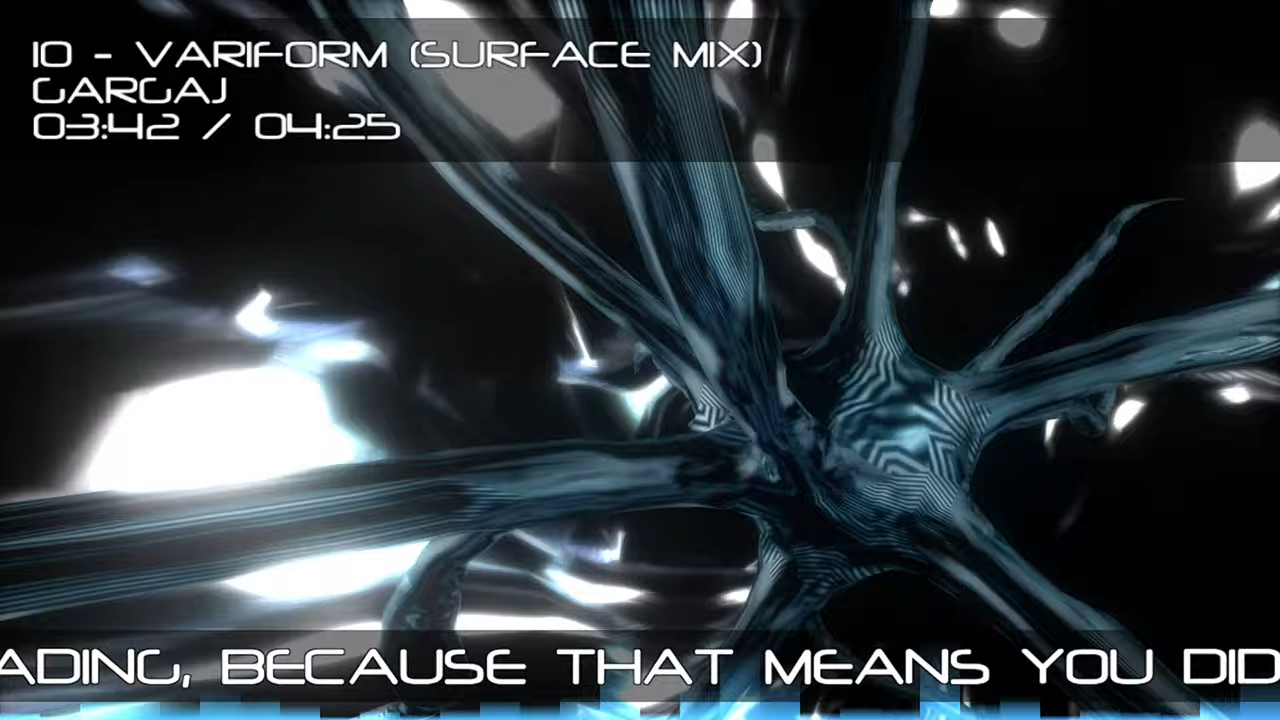 10 - VARIFORM (SURFACE MIX)
GARGAJ
03:42 / 04:25
ADING, BECAUSE THAT MEANS YOU DID